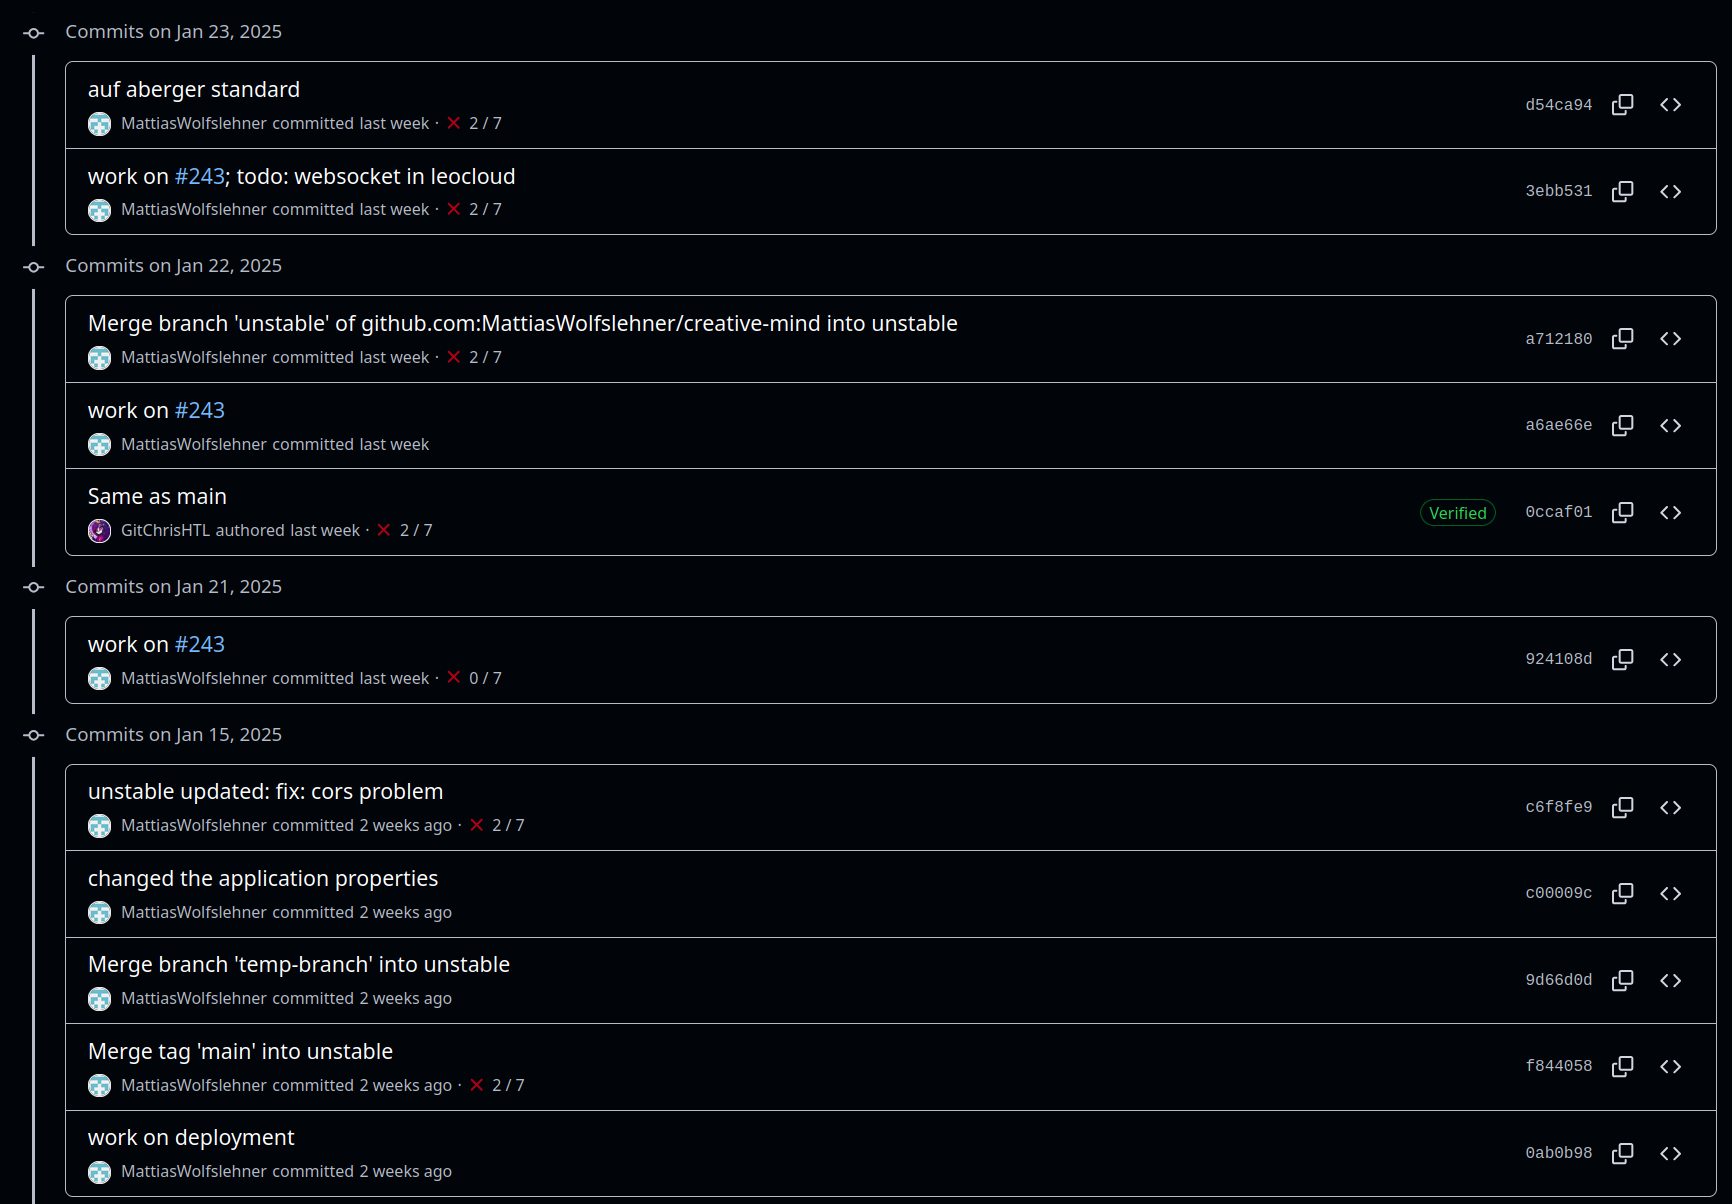 Commits on Jan 23, 2025
auf aberger standard
MattiasWolfslehner committed last week · 2 / 7
d54ca94
work on #243; todo: websocket in leocloud
MattiasWolfslehner committed last week · 2 / 7
3ebb531
Commits on Jan 22, 2025
Merge branch 'unstable' of github.com:MattiasWolfslehner/creative-mind into unstable
MattiasWolfslehner committed last week · 2 / 7
a712180
work on #243
MattiasWolfslehner committed last week
a6ae66e
Same as main
GitChrisHTL authored last week · 2 / 7
Verified 0ccaf01
Commits on Jan 21, 2025
work on #243
MattiasWolfslehner committed last week · 0 / 7
924108d
Commits on Jan 15, 2025
unstable updated: fix: cors problem
MattiasWolfslehner committed 2 weeks ago · 2 / 7
c6f8fe9
changed the application properties
MattiasWolfslehner committed 2 weeks ago
c00009c
Merge branch 'temp-branch' into unstable
MattiasWolfslehner committed 2 weeks ago
9d66d0d
Merge tag 'main' into unstable
MattiasWolfslehner committed 2 weeks ago · 2 / 7
f844058
work on deployment
MattiasWolfslehner committed 2 weeks ago
0ab0b98